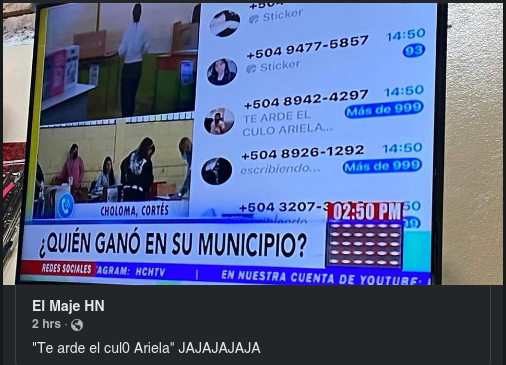 +504
Sticker
+504 9477-5857 14:50
Sticker 93
14:50
+504 8942-4297
TE ARDE EL Más de 999
CULO ARIELA...
+504 8926-1292 14:50
escribiendo... Más de 999
+504 3207-
02:50 PM
CHOLOMA, CORTÉS
¿QUIÉN GANÓ EN SU MUNICIPIO?
REDES SOCIALES AGRAM: HCHTV | EN NUESTRA CUENTA DE YOUTUBE:
El Maje HN
2 hrs ·
"Te arde el cul0 Ariela" JAJAJAJAJA